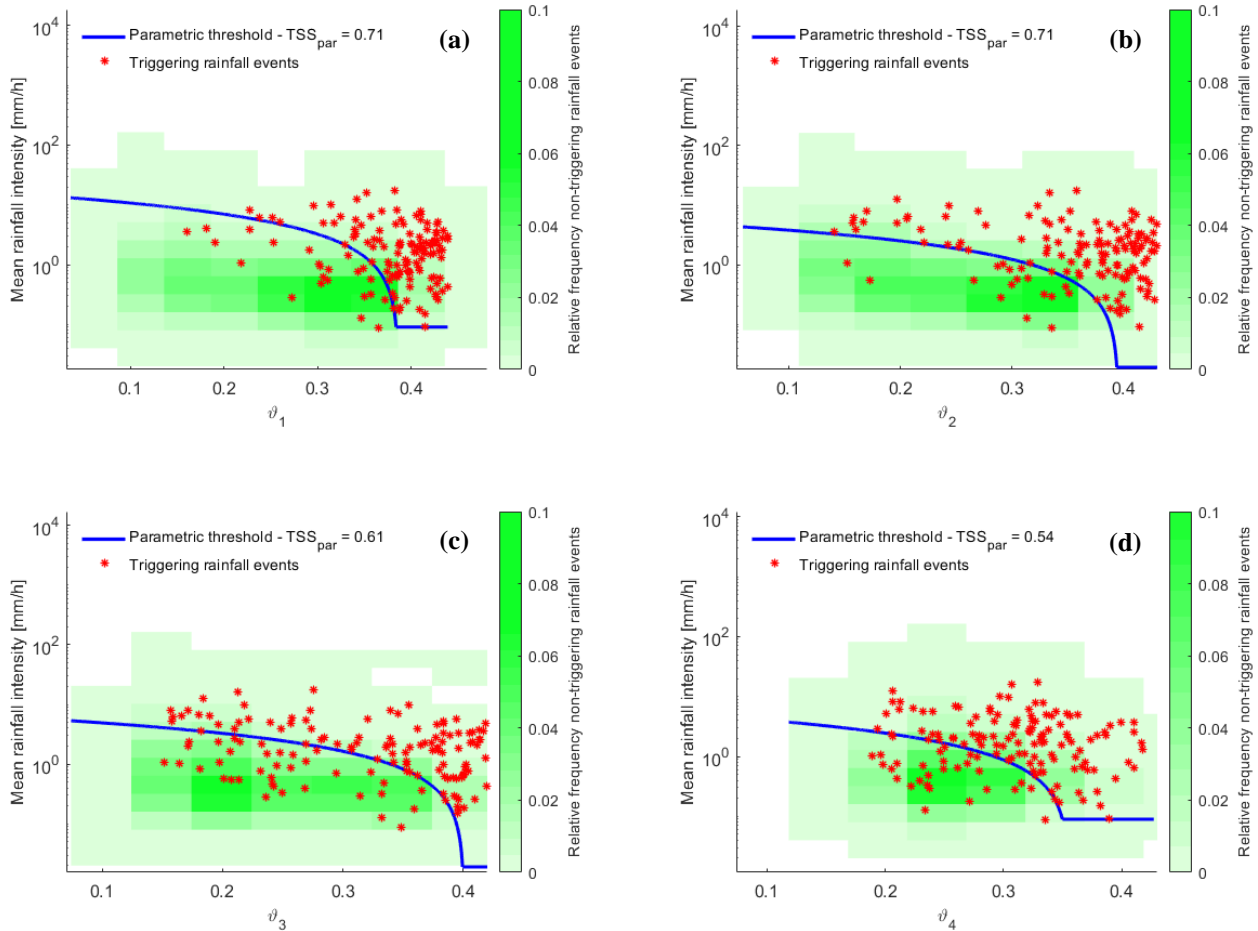 10^4
10^2
10^0
Mean rainfall intensity [mm/h]
Parametric threshold - TSS_par = 0.71
Triggering rainfall events
(a)
0.1 0.2 0.3 0.4
ϑ_1
0.1
0.08
0.06
0.04
0.02
0
Relative frequency non-triggering rainfall events
10^4
10^2
10^0
Mean rainfall intensity [mm/h]
Parametric threshold - TSS_par = 0.71
Triggering rainfall events
(b)
0.1 0.2 0.3 0.4
ϑ_2
0.1
0.08
0.06
0.04
0.02
0
Relative frequency non-triggering rainfall events
10^4
10^2
10^0
Mean rainfall intensity [mm/h]
Parametric threshold - TSS_par = 0.61
Triggering rainfall events
(c)
0.1 0.2 0.3 0.4
ϑ_3
0.1
0.08
0.06
0.04
0.02
0
Relative frequency non-triggering rainfall events
10^4
10^2
10^0
Mean rainfall intensity [mm/h]
Parametric threshold - TSS_par = 0.54
Triggering rainfall events
(d)
0.1 0.2 0.3 0.4
ϑ_4
0.1
0.08
0.06
0.04
0.02
0
Relative frequency non-triggering rainfall events